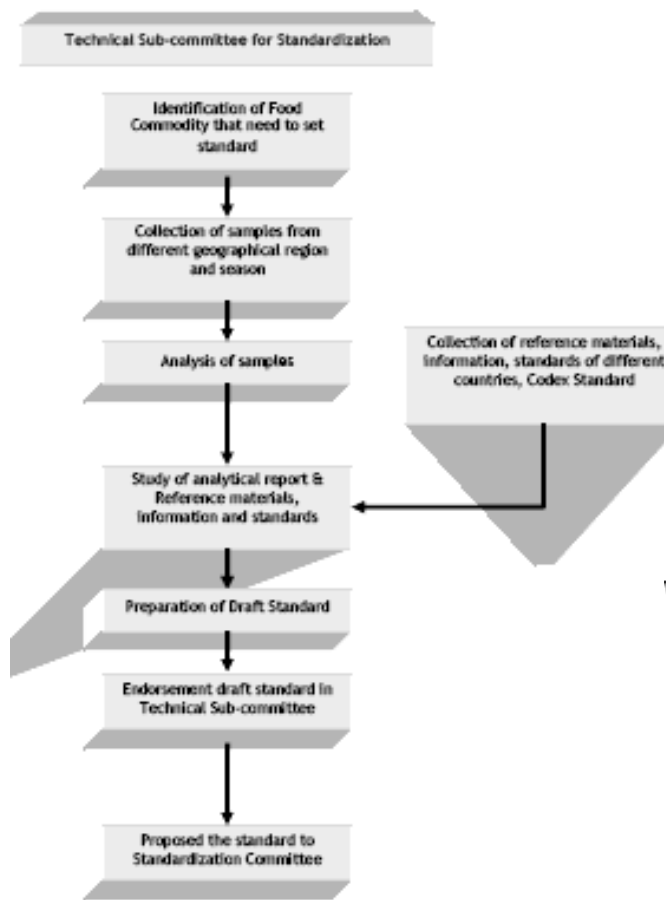 Technical Sub-committee for Standardization
Identification of Food
Commodity that need to set
standard
Collection of samples from
different geographical region
and season
Analysis of samples
Collection of reference materials,
information, standards of different
countries, Codex Standard
Study of analytical report &
Reference materials,
information and standards
Preparation of Draft Standard
Endorsement draft standard in
Technical Sub-committee
Proposed the standard to
Standardization Committee